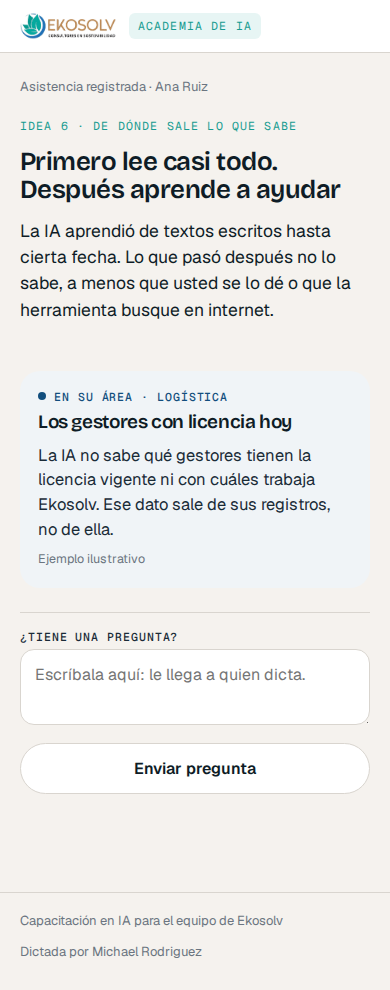 EKOSOLV
ACADEMIA DE IA
Asistencia registrada · Ana Ruiz
IDEA 6 · DE DÓNDE SALE LO QUE SABE
Primero lee casi todo.
Después aprende a ayudar
La IA aprendió de textos escritos hasta
cierta fecha. Lo que pasó después no lo
sabe, a menos que usted se lo dé o que la
herramienta busque en internet.
EN SU ÁREA · LOGÍSTICA
Los gestores con licencia hoy
La IA no sabe qué gestores tienen la
licencia vigente ni con cuáles trabaja
Ekosolv. Ese dato sale de sus registros,
no de ella.
Ejemplo ilustrativo
¿TIENE UNA PREGUNTA?
Escríbala aquí: le llega a quien dicta.
Enviar pregunta
Capacitación en IA para el equipo de Ekosolv
Dictada por Michael Rodriguez